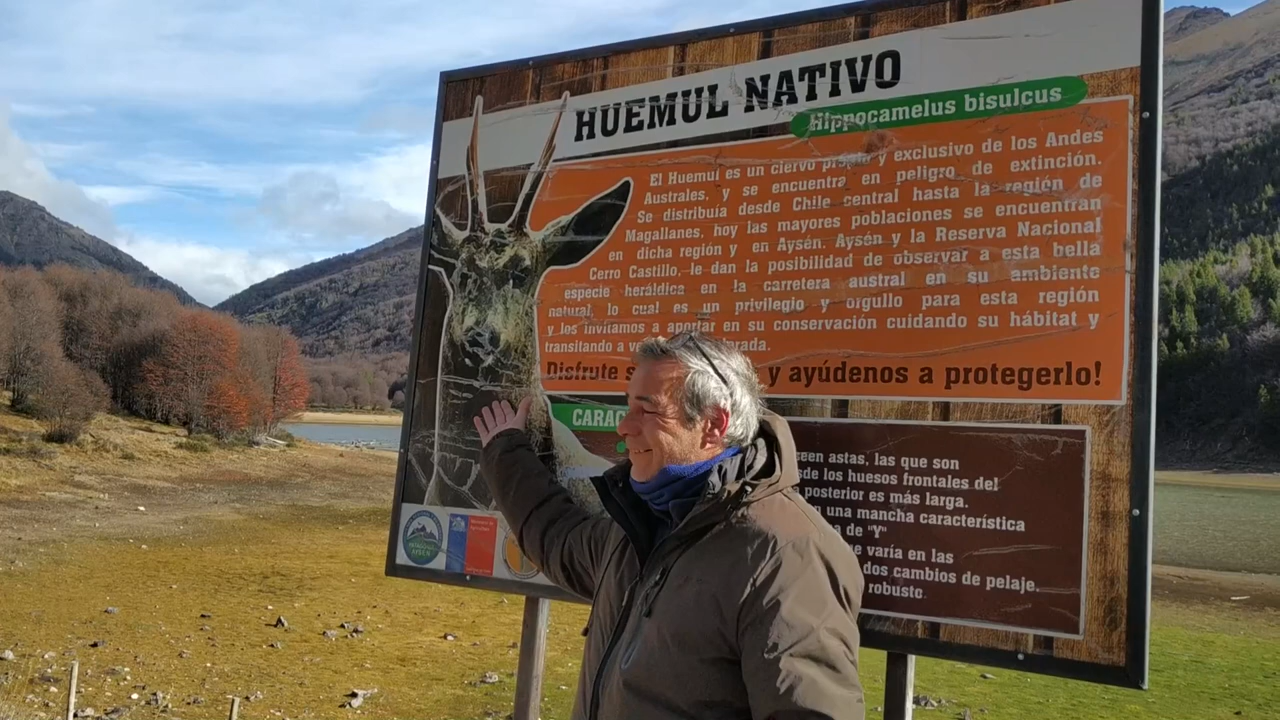 HUEMUL NATIVO
Hippocamelus bisulcus
El Huemul es un ciervo propio y exclusivo de los Andes
Australes, y se encuentra en peligro de extinción.
Se distribuía desde Chile central hasta la región de
Magallanes, hoy las mayores poblaciones se encuentran
en dicha región y en Aysén. Aysén y la Reserva Nacional
Cerro Castillo, le dan la posibilidad de observar a esta bella
especie heráldica en la carretera austral en su ambiente
natural, lo cual es un privilegio y orgullo para esta región
y los invitamos a aportar en su conservación cuidando su hábitat y
transitando a
Disfrute y ayúdenos a protegerlo!
astas, las que son
los huesos frontales del
posterior es más larga.
una mancha característica
de "Y"
varía en las
dos cambios de pelaje.
robusto.
AYSÉN